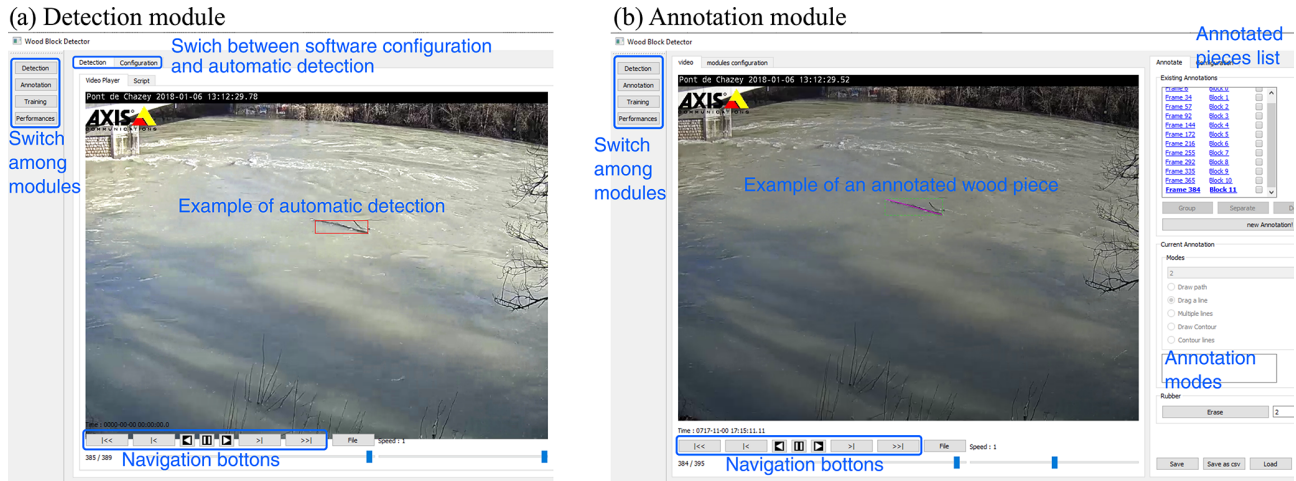 (a) Detection module
Wood Block Detector
Swich between software configuration
and automatic detection
Detection
Annotation
Training
Performances
Switch
among
modules
Detection Configuration
Video Player Script
Pont de Chazey 2018-01-06 13:12:29.78
AXIS
COMMUNICATIONS
Example of automatic detection
Time : 0000-00-00 00:00:00.0
|<< |< >| >>| File Speed : 1
385 / 389
Navigation bottons
(b) Annotation module
Wood Block Detector
Annotated
pieces list
Detection
Annotation
Training
Performances
Switch
among
modules
video modules configuration
Pont de Chazey 2018-01-06 13:12:29.52
AXIS
COMMUNICATIONS
Example of an annotated wood piece
Time : 0717-11-00 17:15:11.11
|<< |< >| >>| File Speed : 1
384 / 395
Navigation bottons
Annotate
Existing Annotations
Frame 6 Block 0
Frame 34 Block 1
Frame 57 Block 2
Frame 92 Block 3
Frame 144 Block 4
Frame 172 Block 5
Frame 216 Block 6
Frame 255 Block 7
Frame 292 Block 8
Frame 335 Block 9
Frame 365 Block 10
Frame 384 Block 11
Group Separate
new Annotation!
Current Annotation
Modes
2
Draw path
Drag a line
Multiple lines
Draw Contour
Contour lines
Annotation
modes
Rubber
Erase 2
Save Save as csv Load